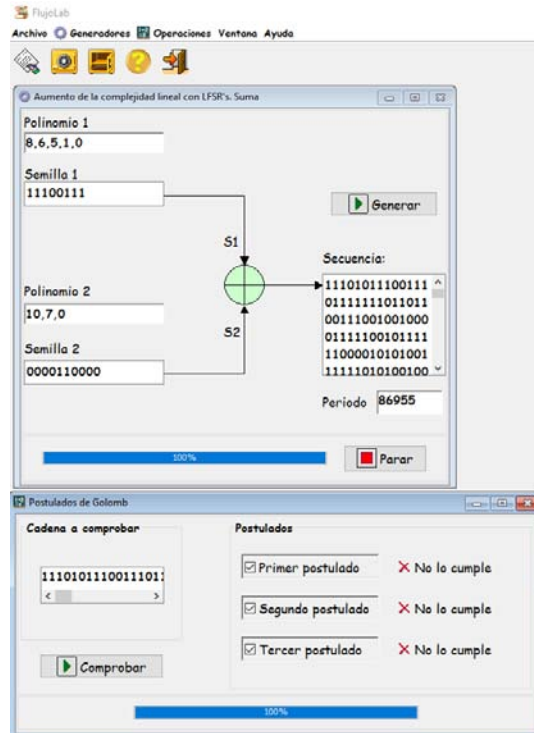 FlujoLab
Archivo Generadores Operaciones Ventana Ayuda
Aumento de la complejidad lineal con LFSR's. Suma
Polinomio 1
8,6,5,1,0
Semilla 1
11100111
Generar
S1
Secuencia:
11101011100111
01111111011011
00111001001000
01111100101111
11000010101001
11111010100100
Polinomio 2
10,7,0
S2
Semilla 2
0000110000
Periodo 86955
100%
Parar
Postulados de Golomb
Cadena a comprobar
Postulados
11101011100111011
Primer postulado No lo cumple
Segundo postulado No lo cumple
Tercer postulado No lo cumple
Comprobar
100%